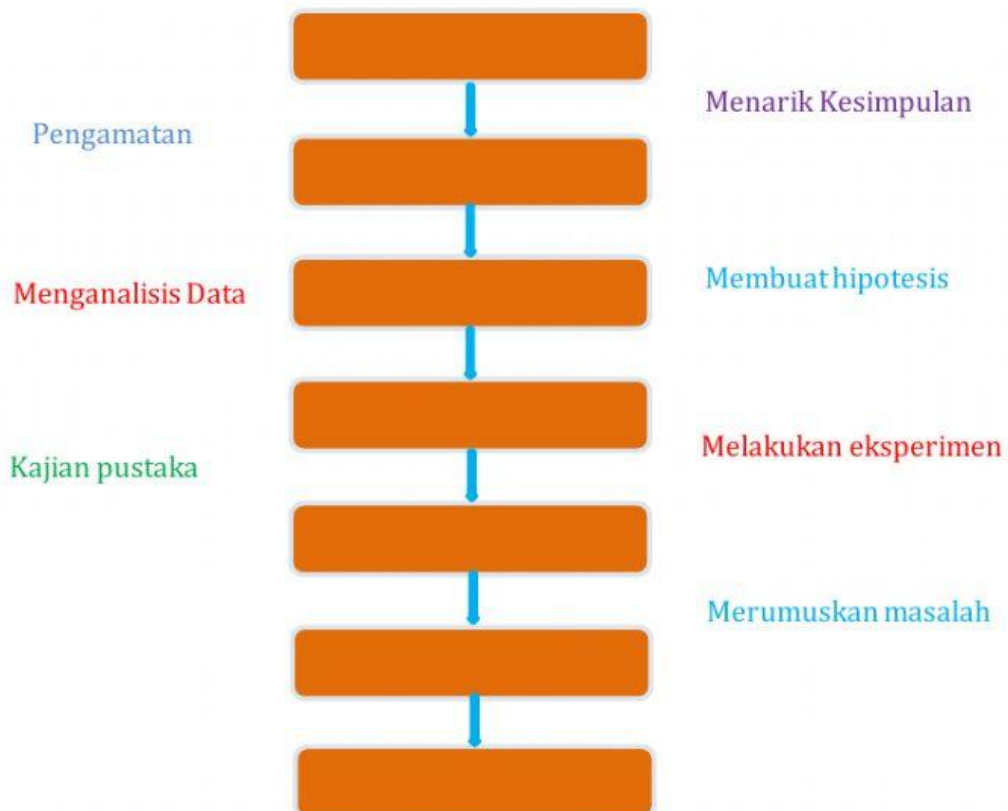 Menarik Kesimpulan
Pengamatan
Membuat hipotesis
Menganalisis Data
Melakukan eksperimen
Kajian pustaka
Merumuskan masalah